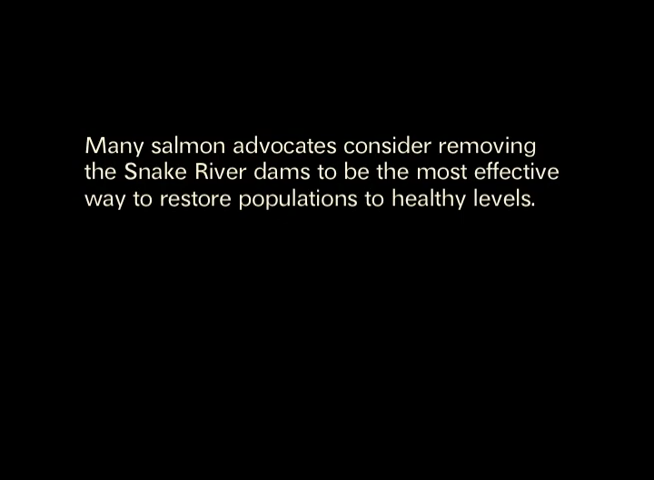 Many salmon advocates consider removing
the Snake River dams to be the most effective
way to restore populations to healthy levels.